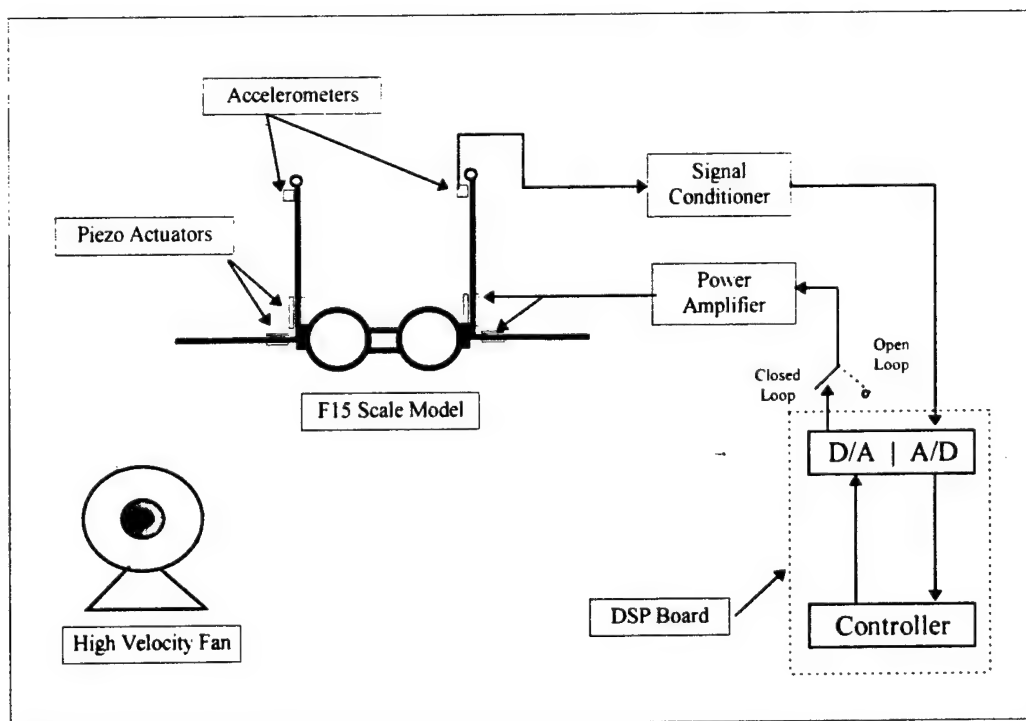 Accelerometers
Signal
Conditioner
Piezo Actuators
Power
Amplifier
Open
Loop
Closed
Loop
F15 Scale Model
D/A | A/D
DSP Board
Controller
High Velocity Fan